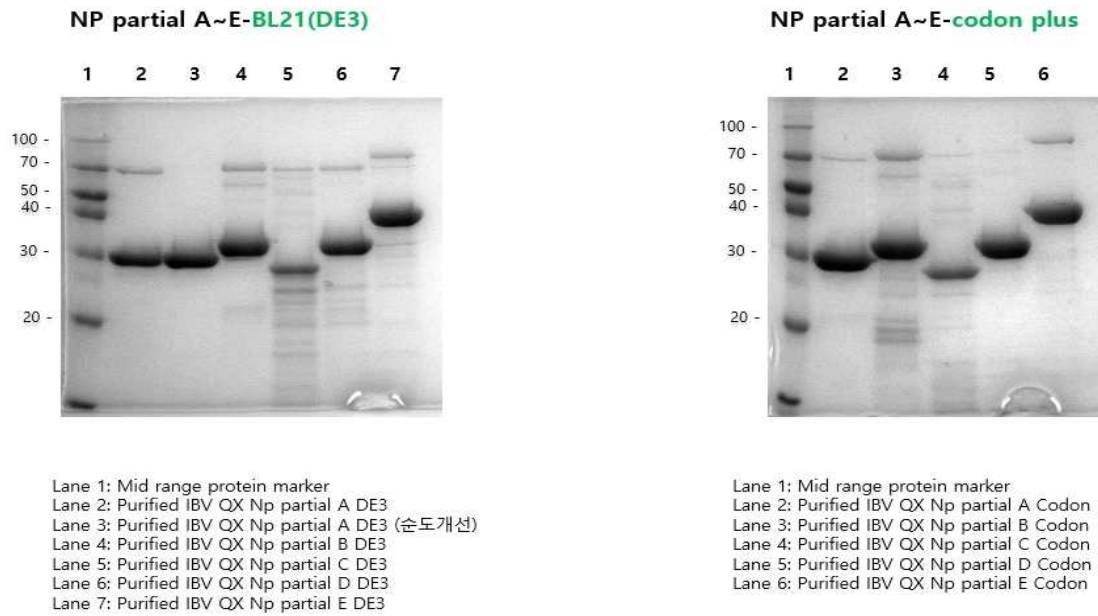 NP partial A~E-BL21(DE3)
1 2 3 4 5 6 7
100 -
70 -
50 -
40 -
30 -
20 -
Lane 1: Mid range protein marker
Lane 2: Purified IBV QX Np partial A DE3
Lane 3: Purified IBV QX Np partial A DE3 (순도개선)
Lane 4: Purified IBV QX Np partial B DE3
Lane 5: Purified IBV QX Np partial C DE3
Lane 6: Purified IBV QX Np partial D DE3
Lane 7: Purified IBV QX Np partial E DE3
NP partial A~E-codon plus
1 2 3 4 5 6
100 -
70 -
50 -
40 -
30 -
20 -
Lane 1: Mid range protein marker
Lane 2: Purified IBV QX Np partial A Codon
Lane 3: Purified IBV QX Np partial B Codon
Lane 4: Purified IBV QX Np partial C Codon
Lane 5: Purified IBV QX Np partial D Codon
Lane 6: Purified IBV QX Np partial E Codon